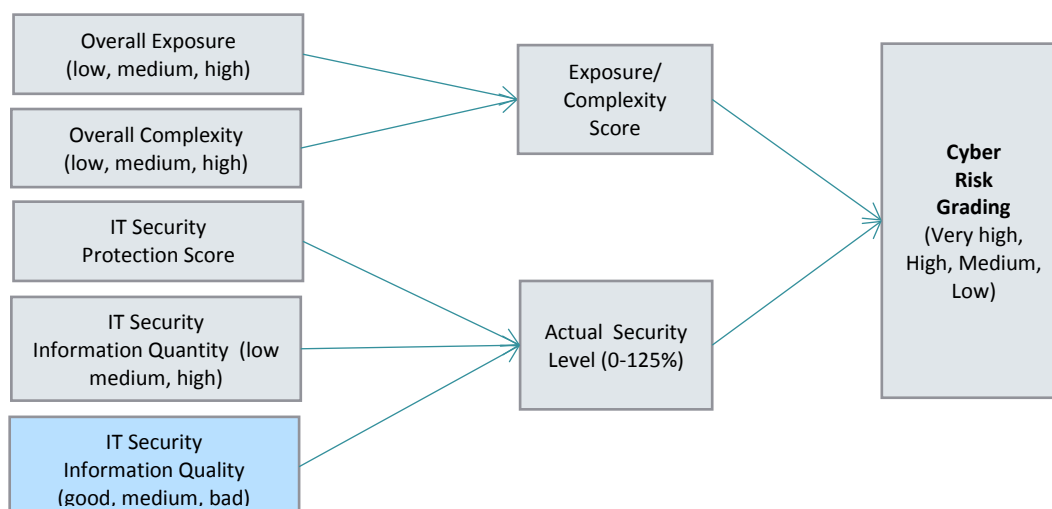 Overall Exposure
(low, medium, high)
Overall Complexity
(low, medium, high)
IT Security
Protection Score
IT Security
Information Quantity (low
medium, high)
IT Security
Information Quality
(good, medium, bad)
Exposure/
Complexity
Score
Actual Security
Level (0-125%)
Cyber
Risk
Grading
(Very high,
High, Medium,
Low)